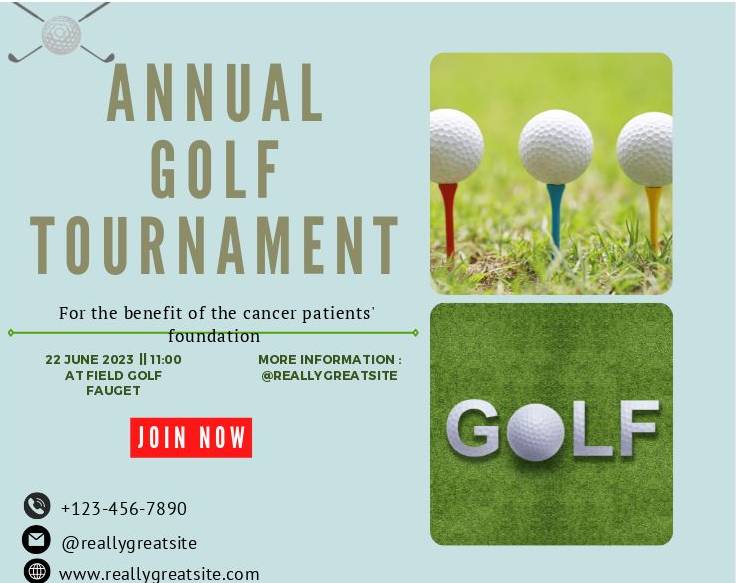 ANNUAL
GOLF
TOURNAMENT
For the benefit of the cancer patients'
foundation
22 JUNE 2023 || 11:00
AT FIELD GOLF
FAUGET
MORE INFORMATION :
@REALLYGREATSITE
JOIN NOW
+123-456-7890
@reallygreatsite
www.reallygreatsite.com
GOLF